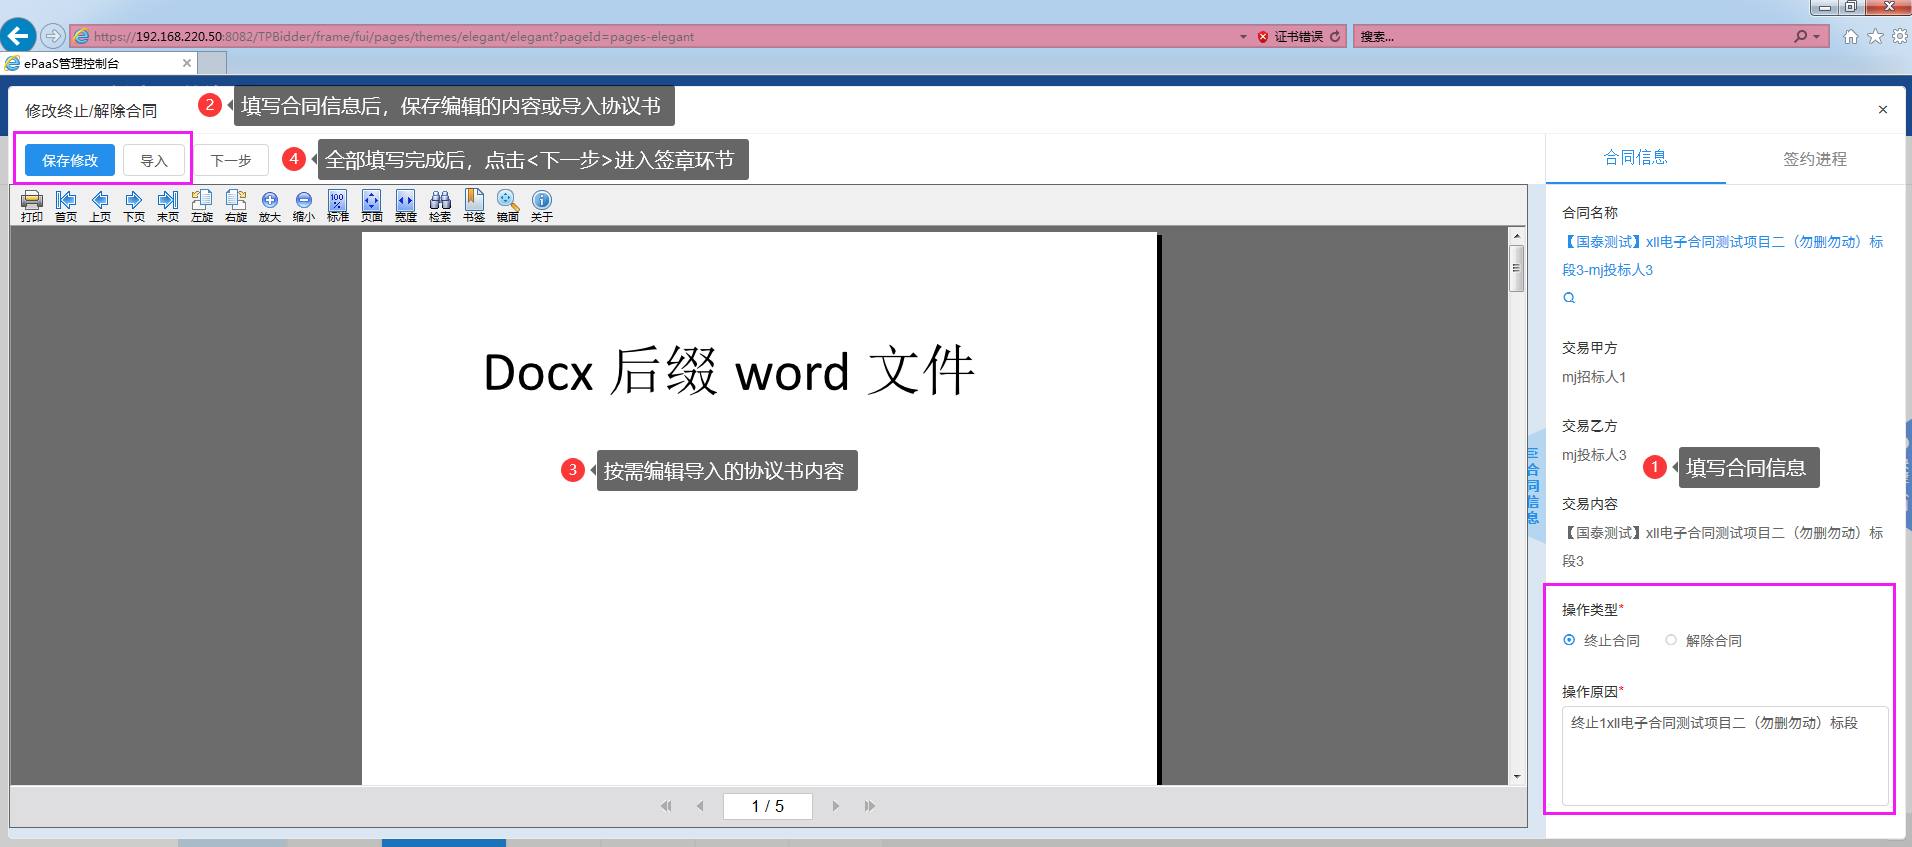 https://192.168.220.50:8082/TPBidder/frame/fui/pages/themes/elegant/elegant?pageId=pages-elegant
证书错误
搜索...
ePaaS管理控制台
修改终止/解除合同
2 填写合同信息后，保存编辑的内容或导入协议书
保存修改 导入 下一步
4 全部填写完成后，点击<下一步>进入签章环节
合同信息 签约进程
打印 首页 上页 下页 末页 左旋 右旋 放大 缩小 标准 页面 宽度 检索 书签 镜面 关于
Docx 后缀 word 文件
3 按需编辑导入的协议书内容
1 / 5
合同信息
合同名称
【国泰测试】xll电子合同测试项目二（勿删勿动）标
段3-mj投标人3
交易甲方
mj招标人1
交易乙方
mj投标人3
1 填写合同信息
交易内容
【国泰测试】xll电子合同测试项目二（勿删勿动）标
段3
操作类型*
终止合同 解除合同
操作原因*
终止1xll电子合同测试项目二（勿删勿动）标段